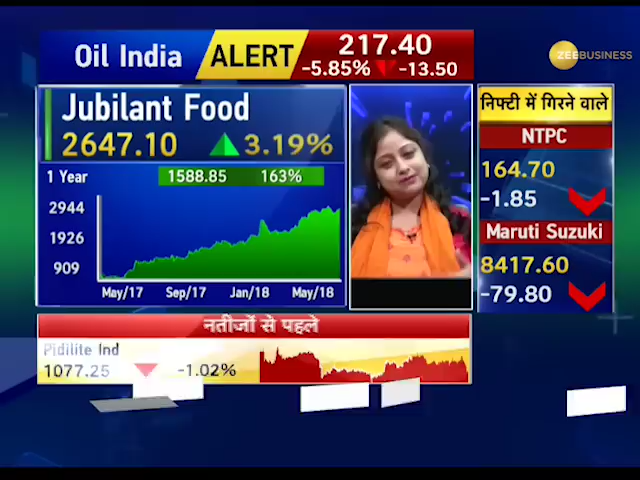 Oil India
ALERT
217.40
-5.85% -13.50
ZEEBUSINESS
Jubilant Food
2647.10 3.19%
1 Year 1588.85 163%
2944
1926
909
May/17 Sep/17 Jan/18 May/18
निफ्टी में गिरने वाले
NTPC
164.70
-1.85
Maruti Suzuki
8417.60
-79.80
नतीजों से पहले
Pidilite Ind
1077.25 -1.02%